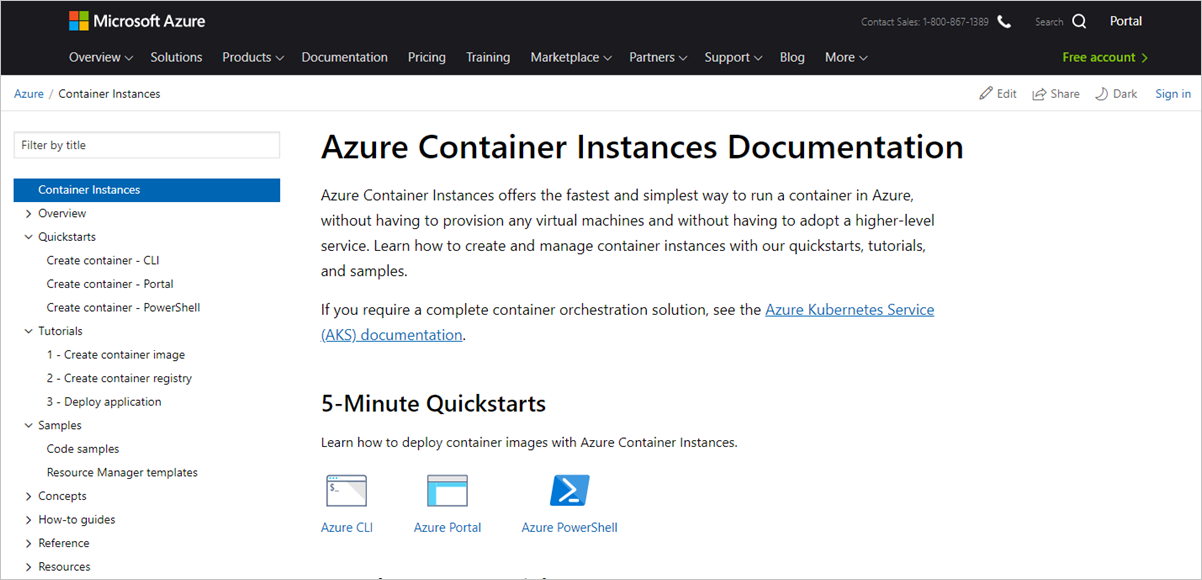 Microsoft Azure
Contact Sales: 1-800-867-1389 Search Portal
Overview Solutions Products Documentation Pricing Training Marketplace Partners Support Blog More Free account
Azure / Container Instances
Edit Share Dark Sign in
Filter by title
Container Instances
Overview
Quickstarts
Create container - CLI
Create container - Portal
Create container - PowerShell
Tutorials
1 - Create container image
2 - Create container registry
3 - Deploy application
Samples
Code samples
Resource Manager templates
Concepts
How-to guides
Reference
Resources
Azure Container Instances Documentation
Azure Container Instances offers the fastest and simplest way to run a container in Azure,
without having to provision any virtual machines and without having to adopt a higher-level
service. Learn how to create and manage container instances with our quickstarts, tutorials,
and samples.
If you require a complete container orchestration solution, see the Azure Kubernetes Service
(AKS) documentation.
5-Minute Quickstarts
Learn how to deploy container images with Azure Container Instances.
$_
Azure CLI Azure Portal Azure PowerShell